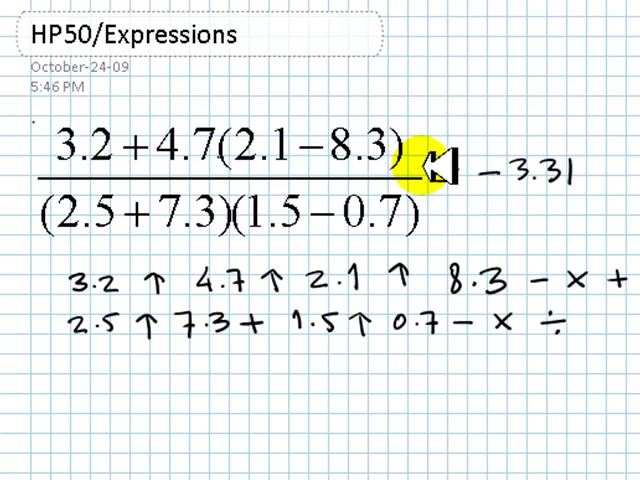 HP50/Expressions
October-24-09
5:46 PM
3.2+4.7(2.1−8.3)
(2.5+7.3)(1.5−0.7)
−3.31
3.2 ↑ 4.7 ↑ 2.1 ↑ 8.3 − × +
2.5 ↑ 7.3 + 1.5 ↑ 0.7 − × ÷